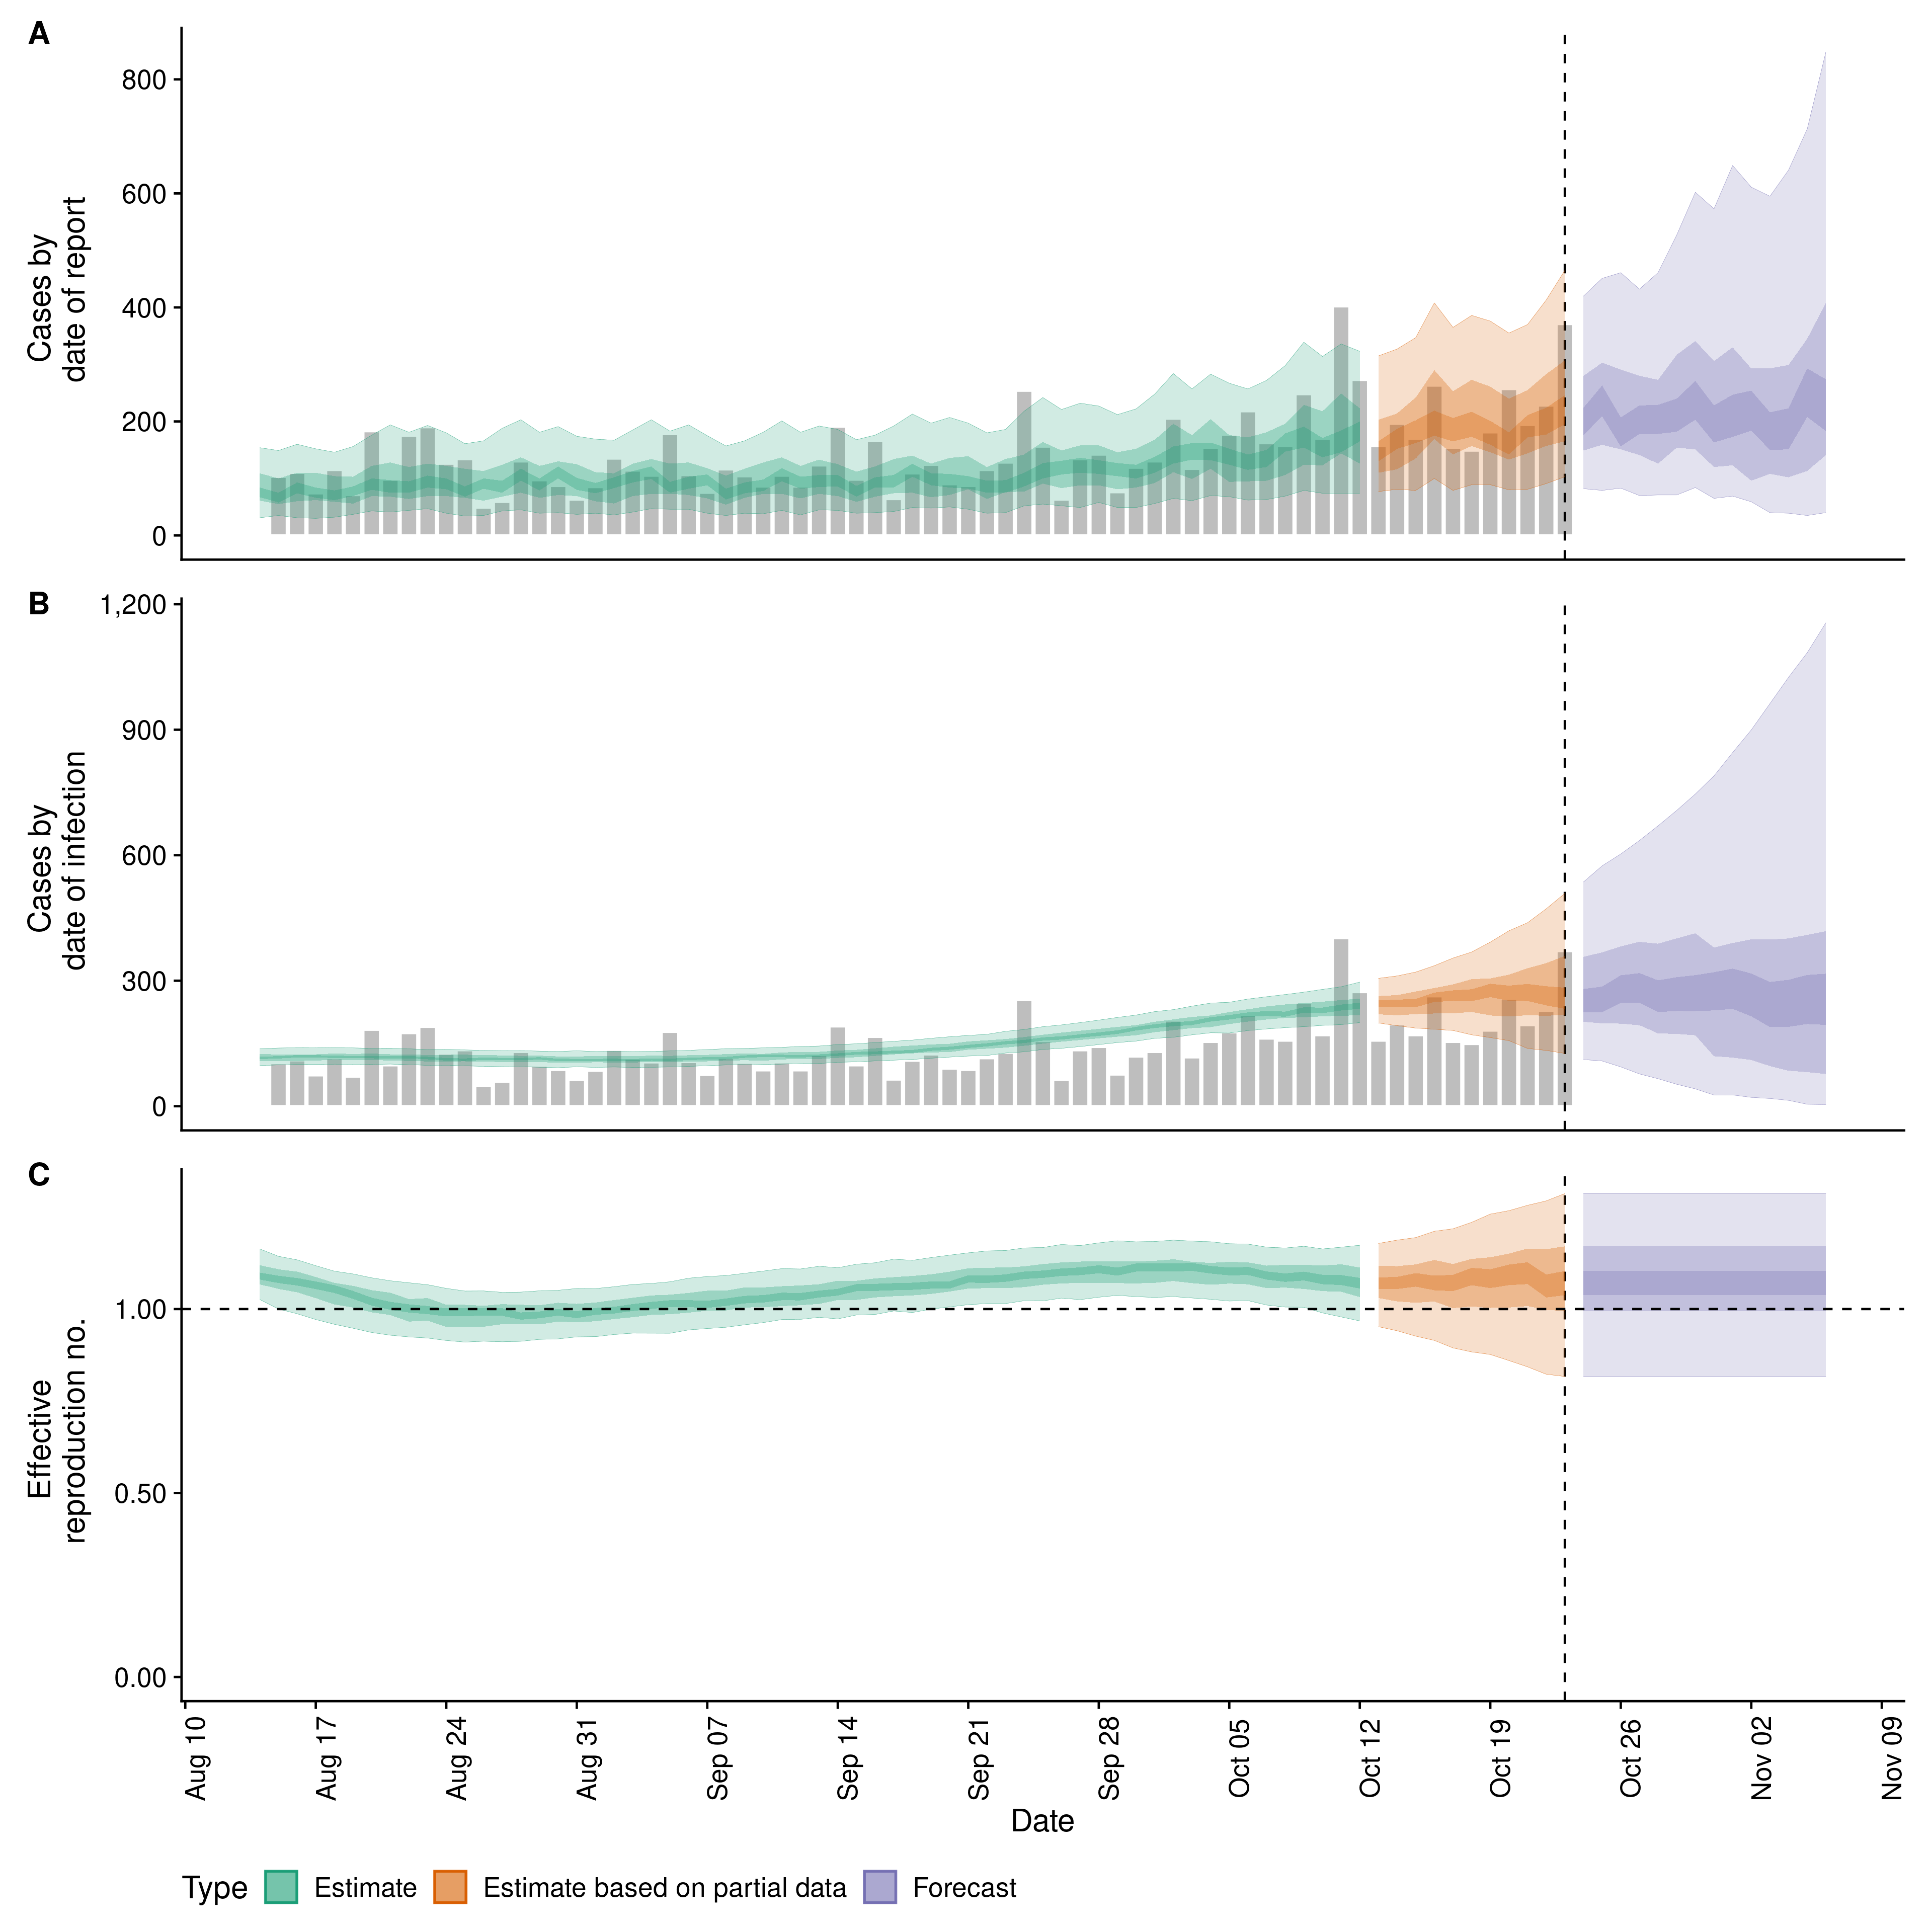 A
800
600
400
200
0
Cases by
date of report
B
1,200
900
600
300
0
Cases by
date of infection
C
1.00
0.50
0.00
Effective
reproduction no.
Aug 10
Aug 17
Aug 24
Aug 31
Sep 07
Sep 14
Sep 21
Sep 28
Oct 05
Oct 12
Oct 19
Oct 26
Nov 02
Nov 09
Date
Type Estimate Estimate based on partial data Forecast